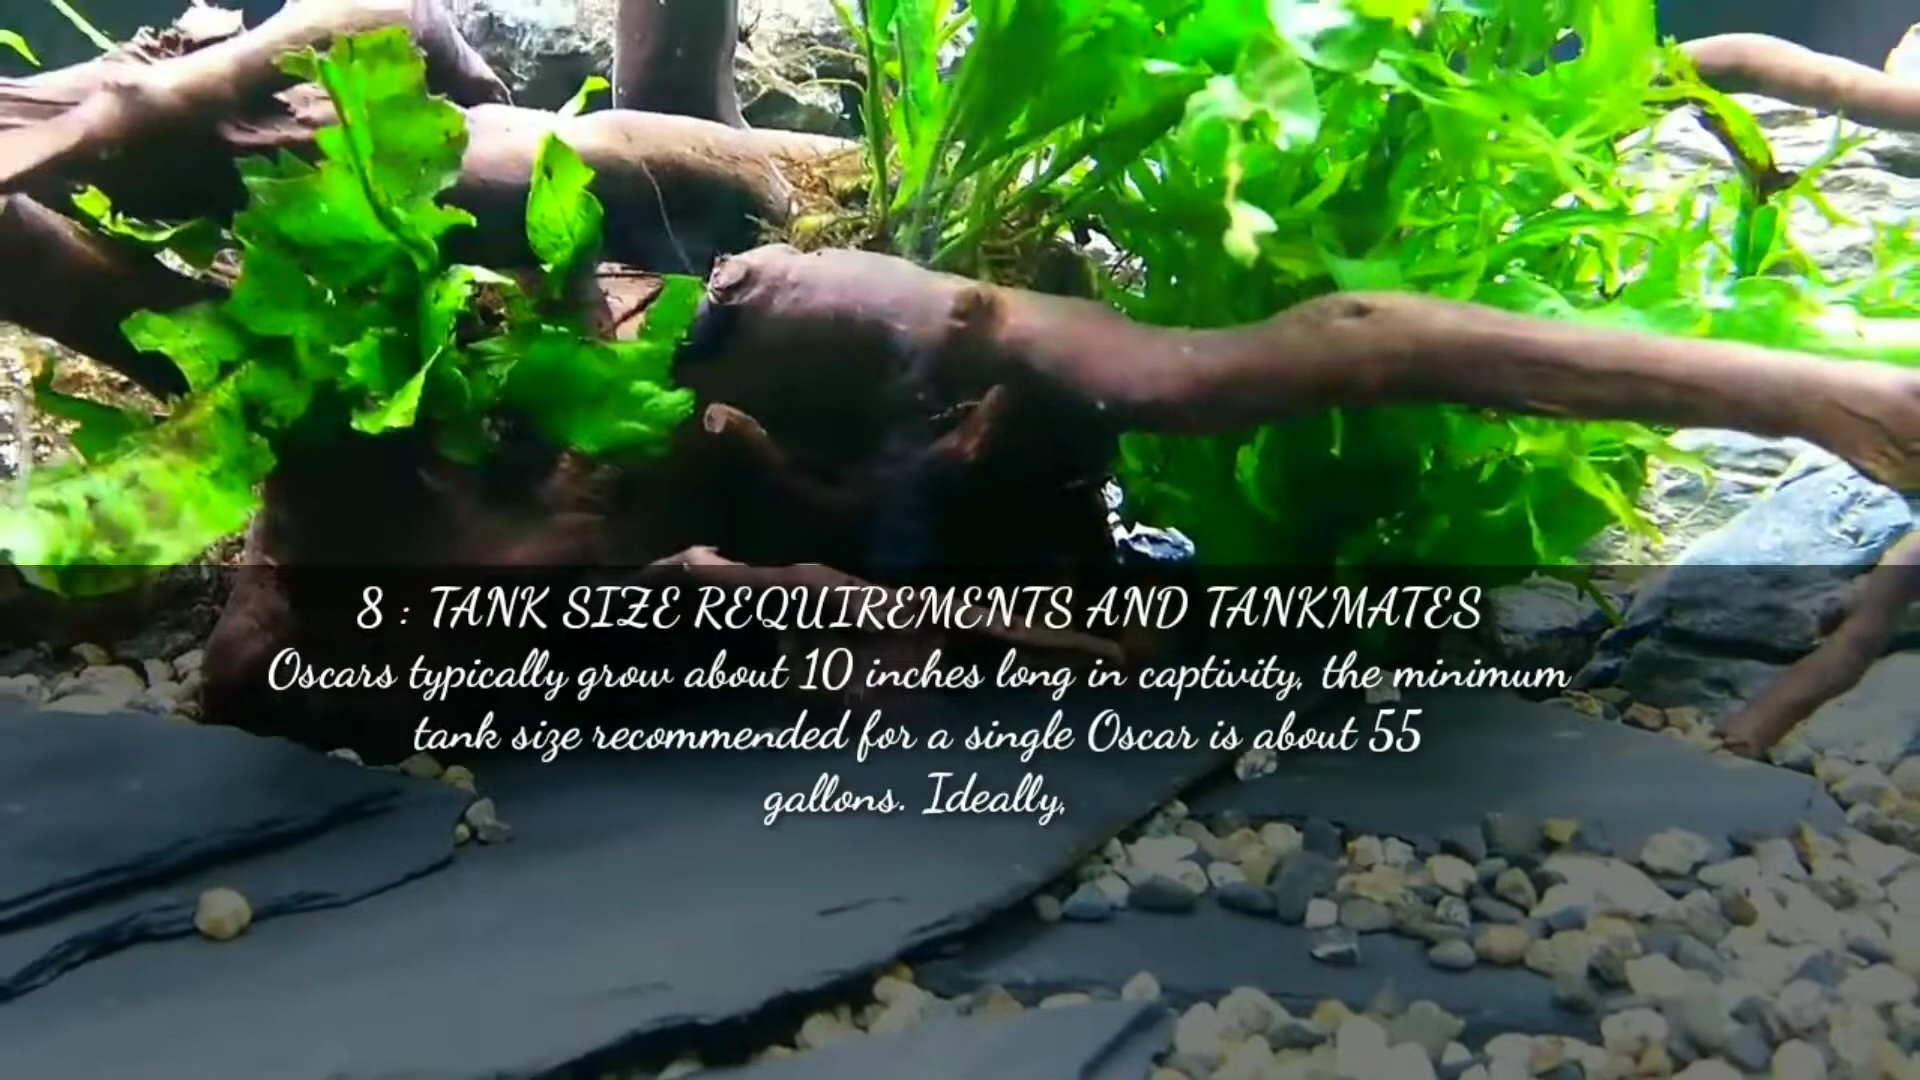 8 : TANK SIZE REQUIREMENTS AND TANKMATES
Oscars typically grow about 10 inches long in captivity, the minimum
tank size recommended for a single Oscar is about 55
gallons. Ideally,